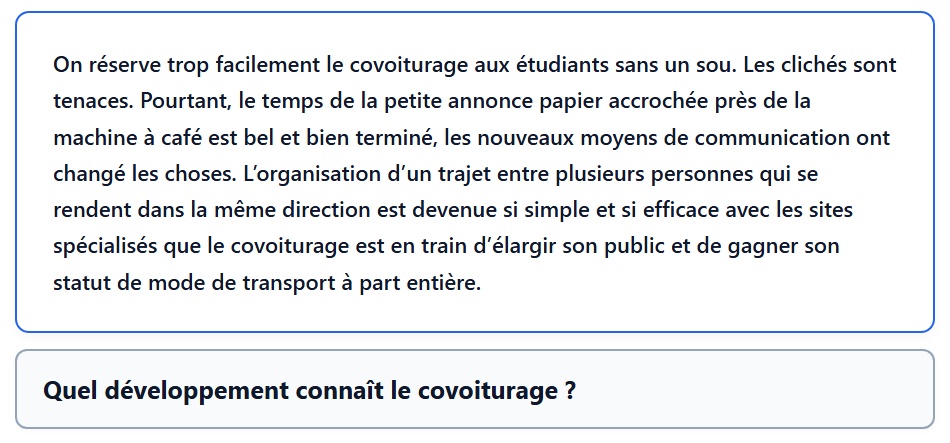 On réserve trop facilement le covoiturage aux étudiants sans un sou. Les clichés sont
tenaces. Pourtant, le temps de la petite annonce papier accrochée près de la
machine à café est bel et bien terminé, les nouveaux moyens de communication ont
changé les choses. L’organisation d’un trajet entre plusieurs personnes qui se
rendent dans la même direction est devenue si simple et si efficace avec les sites
spécialisés que le covoiturage est en train d’élargir son public et de gagner son
statut de mode de transport à part entière.
Quel développement connaît le covoiturage ?